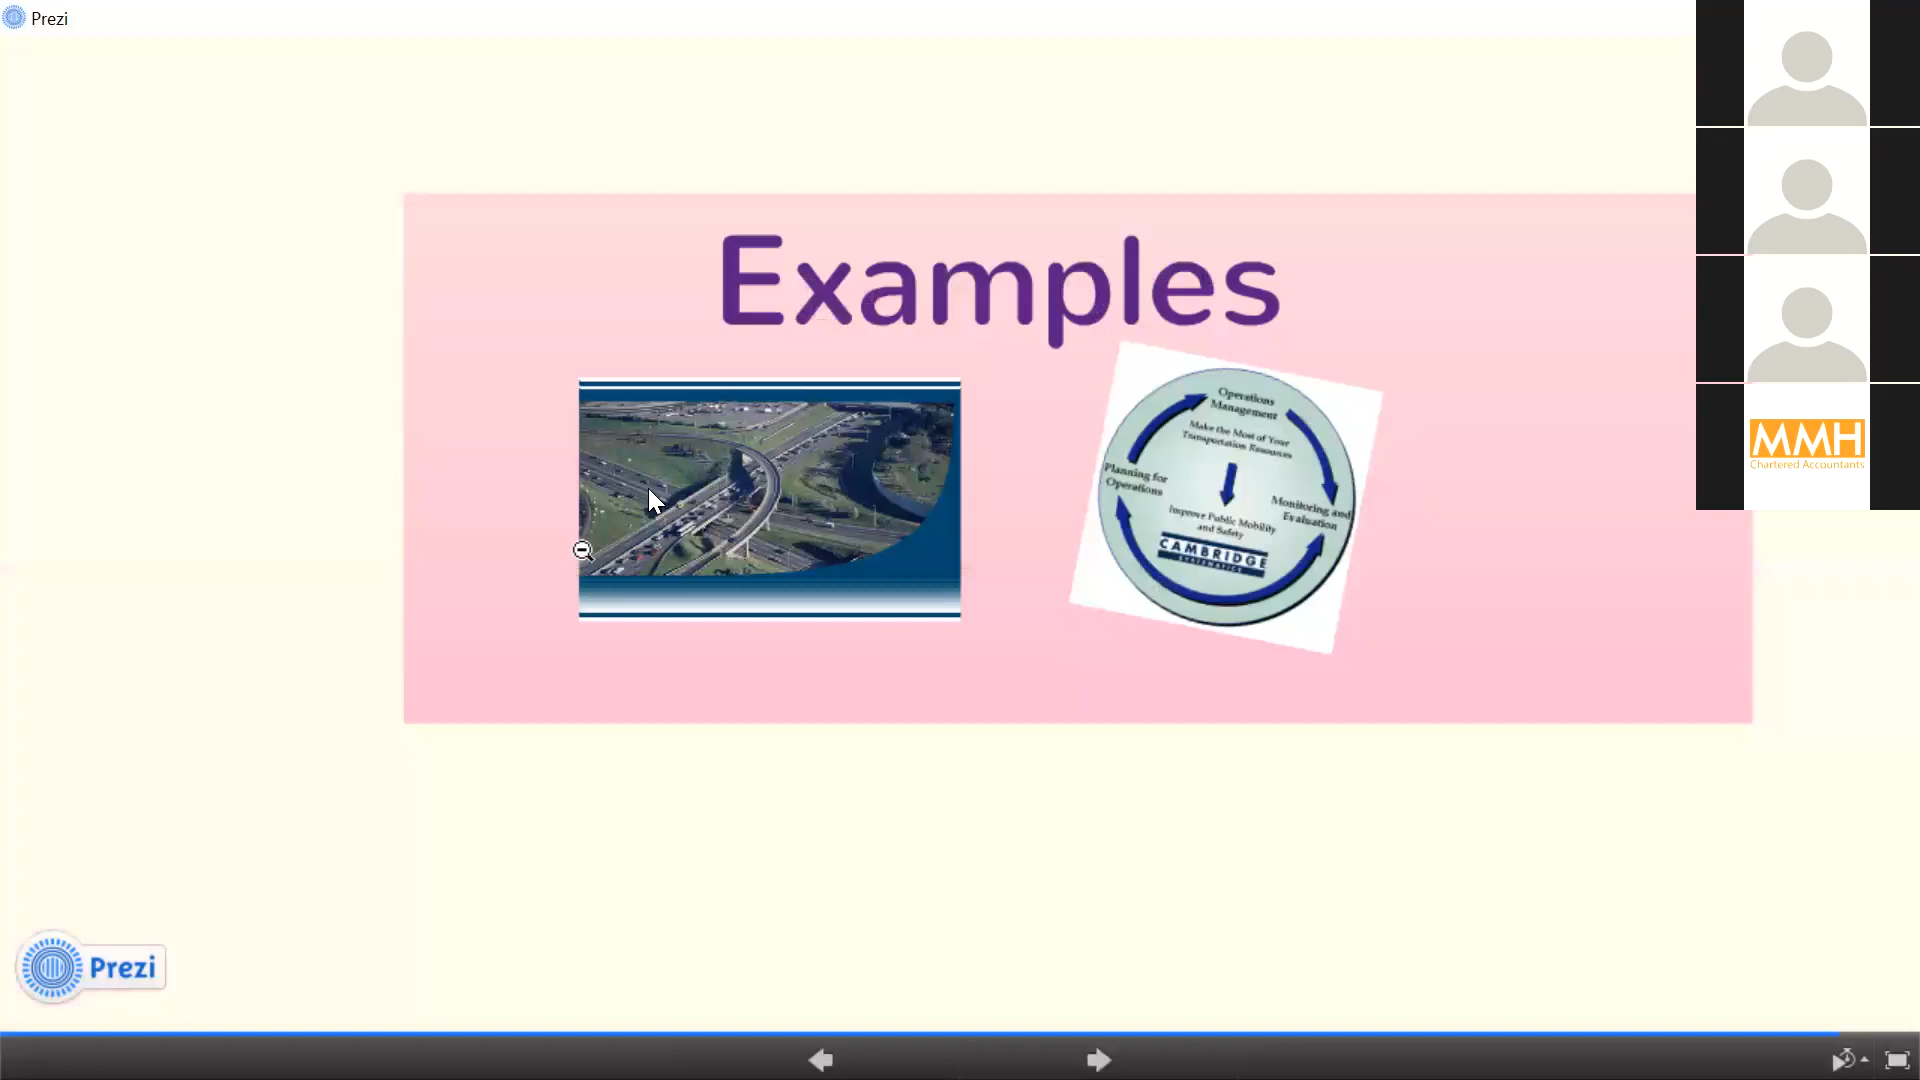 Prezi
Examples
Operations
Management
Make the Most of Your
Transportation Resources
Planning for
Operations
Monitoring and
Evaluation
Improve Public Mobility
and Safety
CAMBRIDGE
SYSTEMATICS
MMH
Chartered Accountants
Prezi